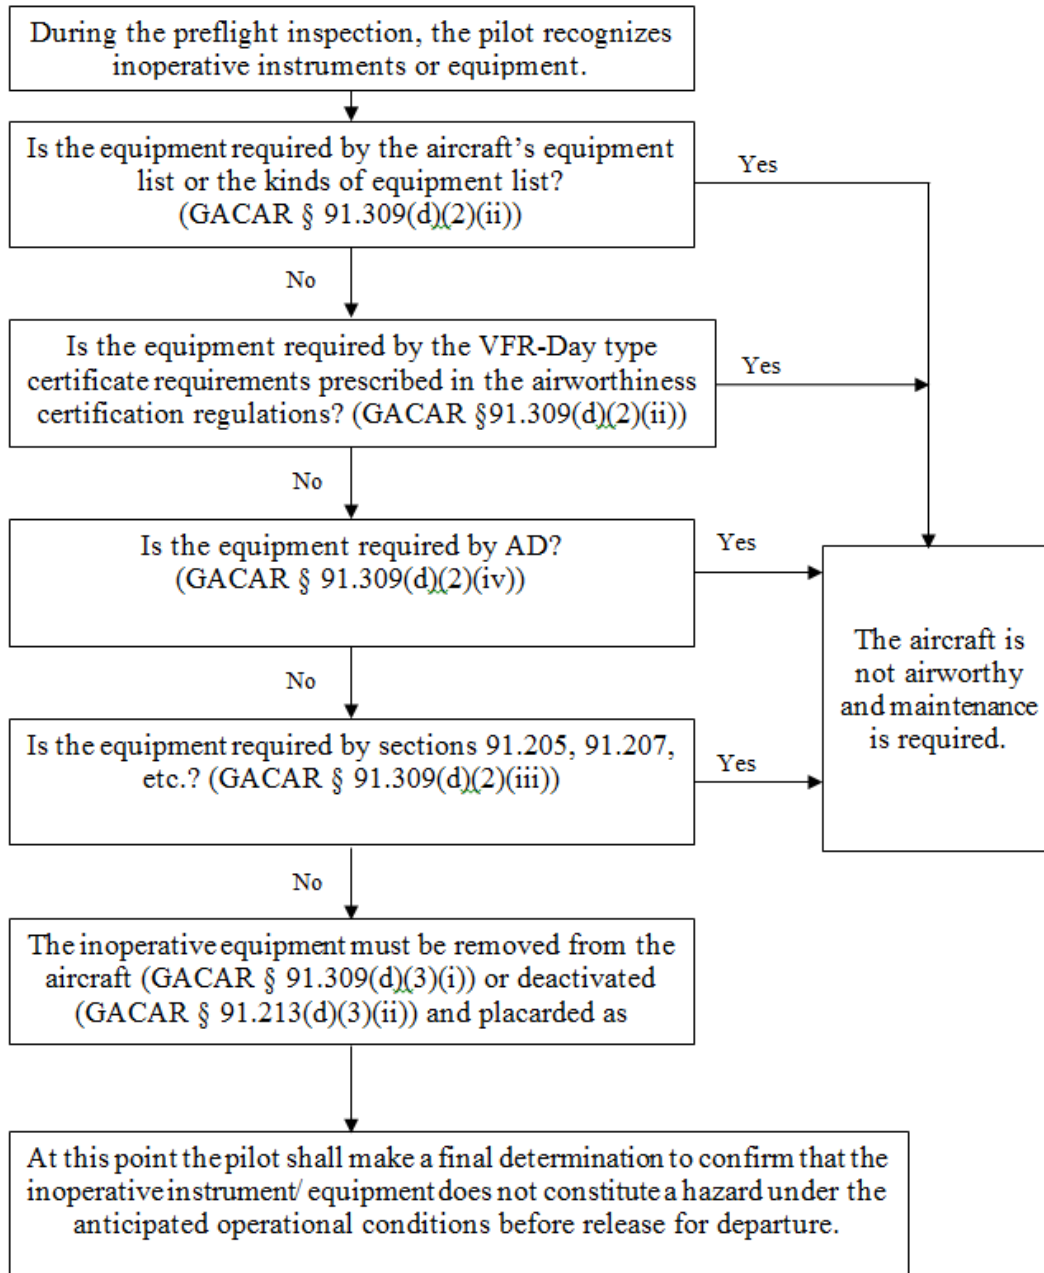 During the preflight inspection, the pilot recognizes
inoperative instruments or equipment.
Is the equipment required by the aircraft’s equipment
list or the kinds of equipment list?
(GACAR § 91.309(d)(2)(ii))
Yes
No
Is the equipment required by the VFR-Day type
certificate requirements prescribed in the airworthiness
certification regulations? (GACAR §91.309(d)(2)(ii))
Yes
No
Is the equipment required by AD?
(GACAR § 91.309(d)(2)(iv))
Yes
No
Is the equipment required by sections 91.205, 91.207,
etc.? (GACAR § 91.309(d)(2)(iii))
Yes
The aircraft is
not airworthy
and maintenance
is required.
No
The inoperative equipment must be removed from the
aircraft (GACAR § 91.309(d)(3)(i)) or deactivated
(GACAR § 91.213(d)(3)(ii)) and placarded as
At this point the pilot shall make a final determination to confirm that the
inoperative instrument/ equipment does not constitute a hazard under the
anticipated operational conditions before release for departure.